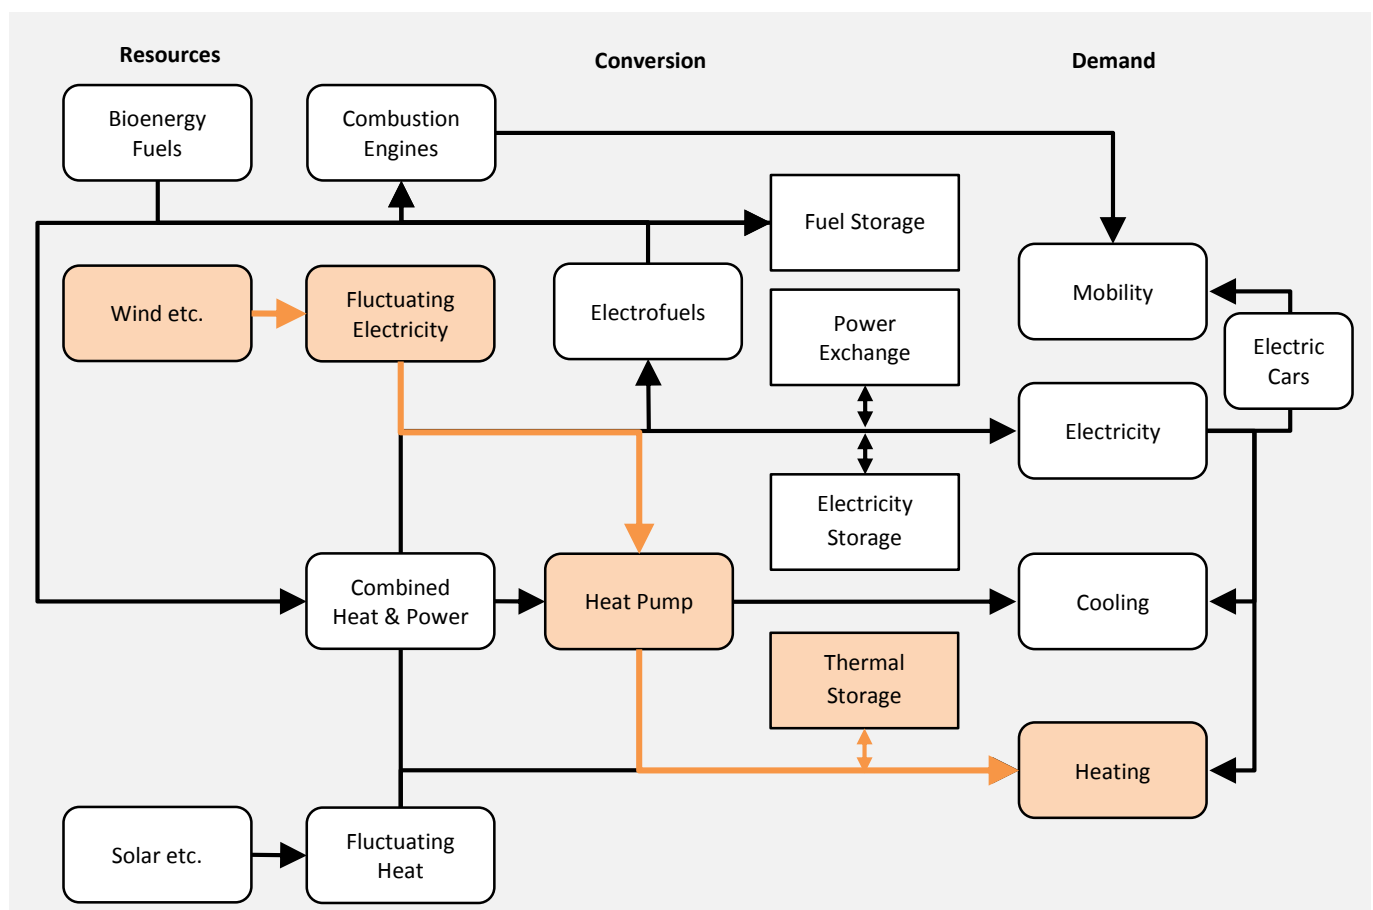 Resources
Conversion
Demand
Bioenergy
Fuels
Combustion
Engines
Fuel Storage
Wind etc.
Fluctuating
Electricity
Electrofuels
Power
Exchange
Mobility
Electric
Cars
Electricity
Electricity
Storage
Combined
Heat & Power
Heat Pump
Cooling
Thermal
Storage
Heating
Solar etc.
Fluctuating
Heat